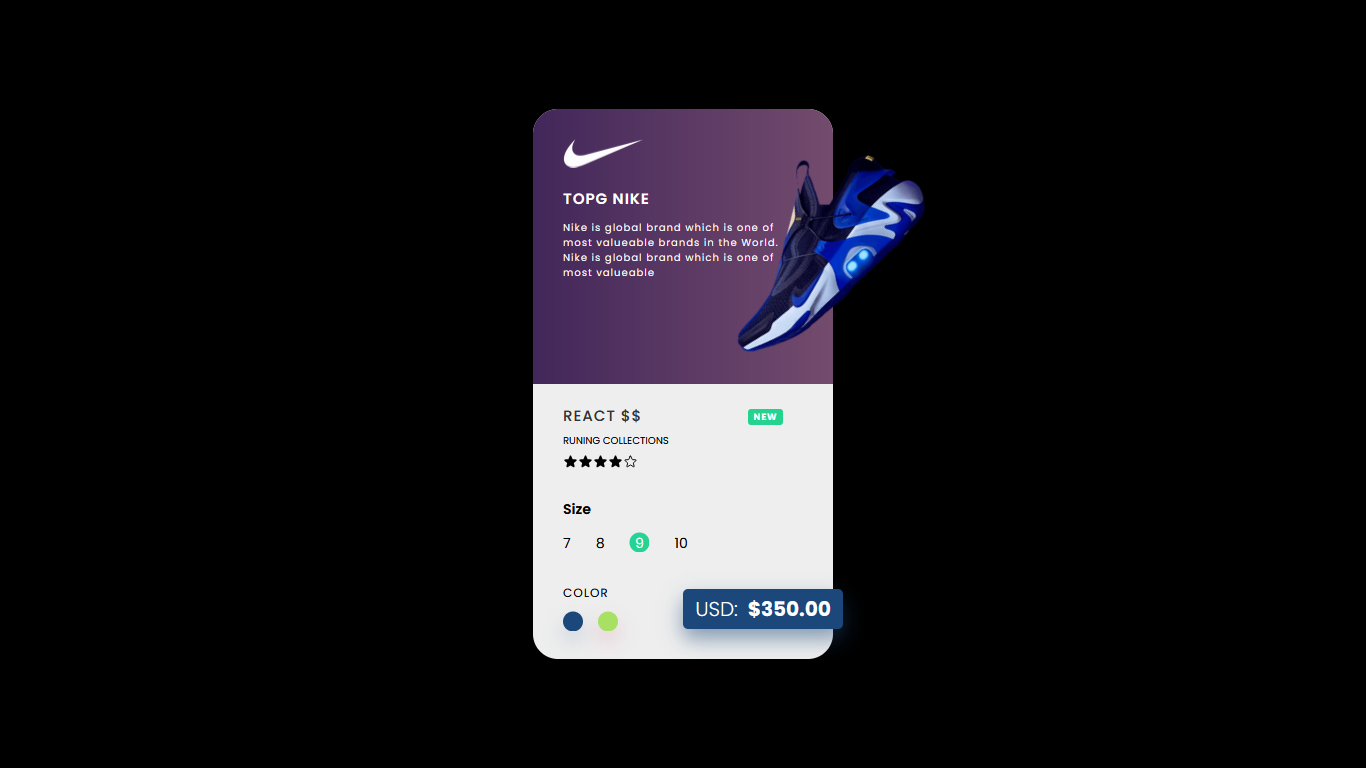 TOPG NIKE
Nike is global brand which is one of
most valueable brands in the World.
Nike is global brand which is one of
most valueable
REACT $$
NEW
RUNING COLLECTIONS
Size
7 8 9 10
COLOR
USD: $350.00